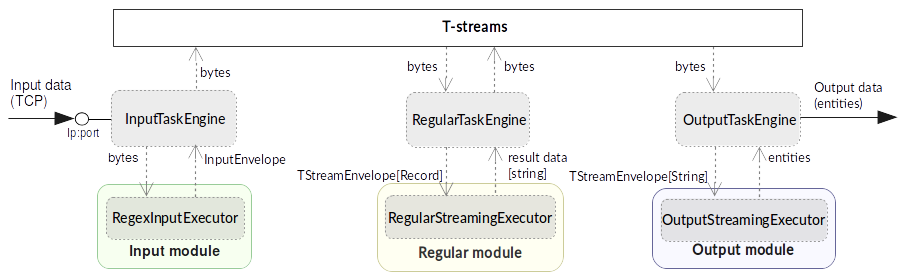 T-streams
bytes
bytes
bytes
bytes
Input data
(TCP)
Ip:port
InputTaskEngine
RegularTaskEngine
OutputTaskEngine
Output data
(entities)
bytes
InputEnvelope
TStreamEnvelope[Record]
result data
[string]
TStreamEnvelope[String]
entities
RegexInputExecutor
RegularStreamingExecutor
OutputStreamingExecutor
Input module
Regular module
Output module